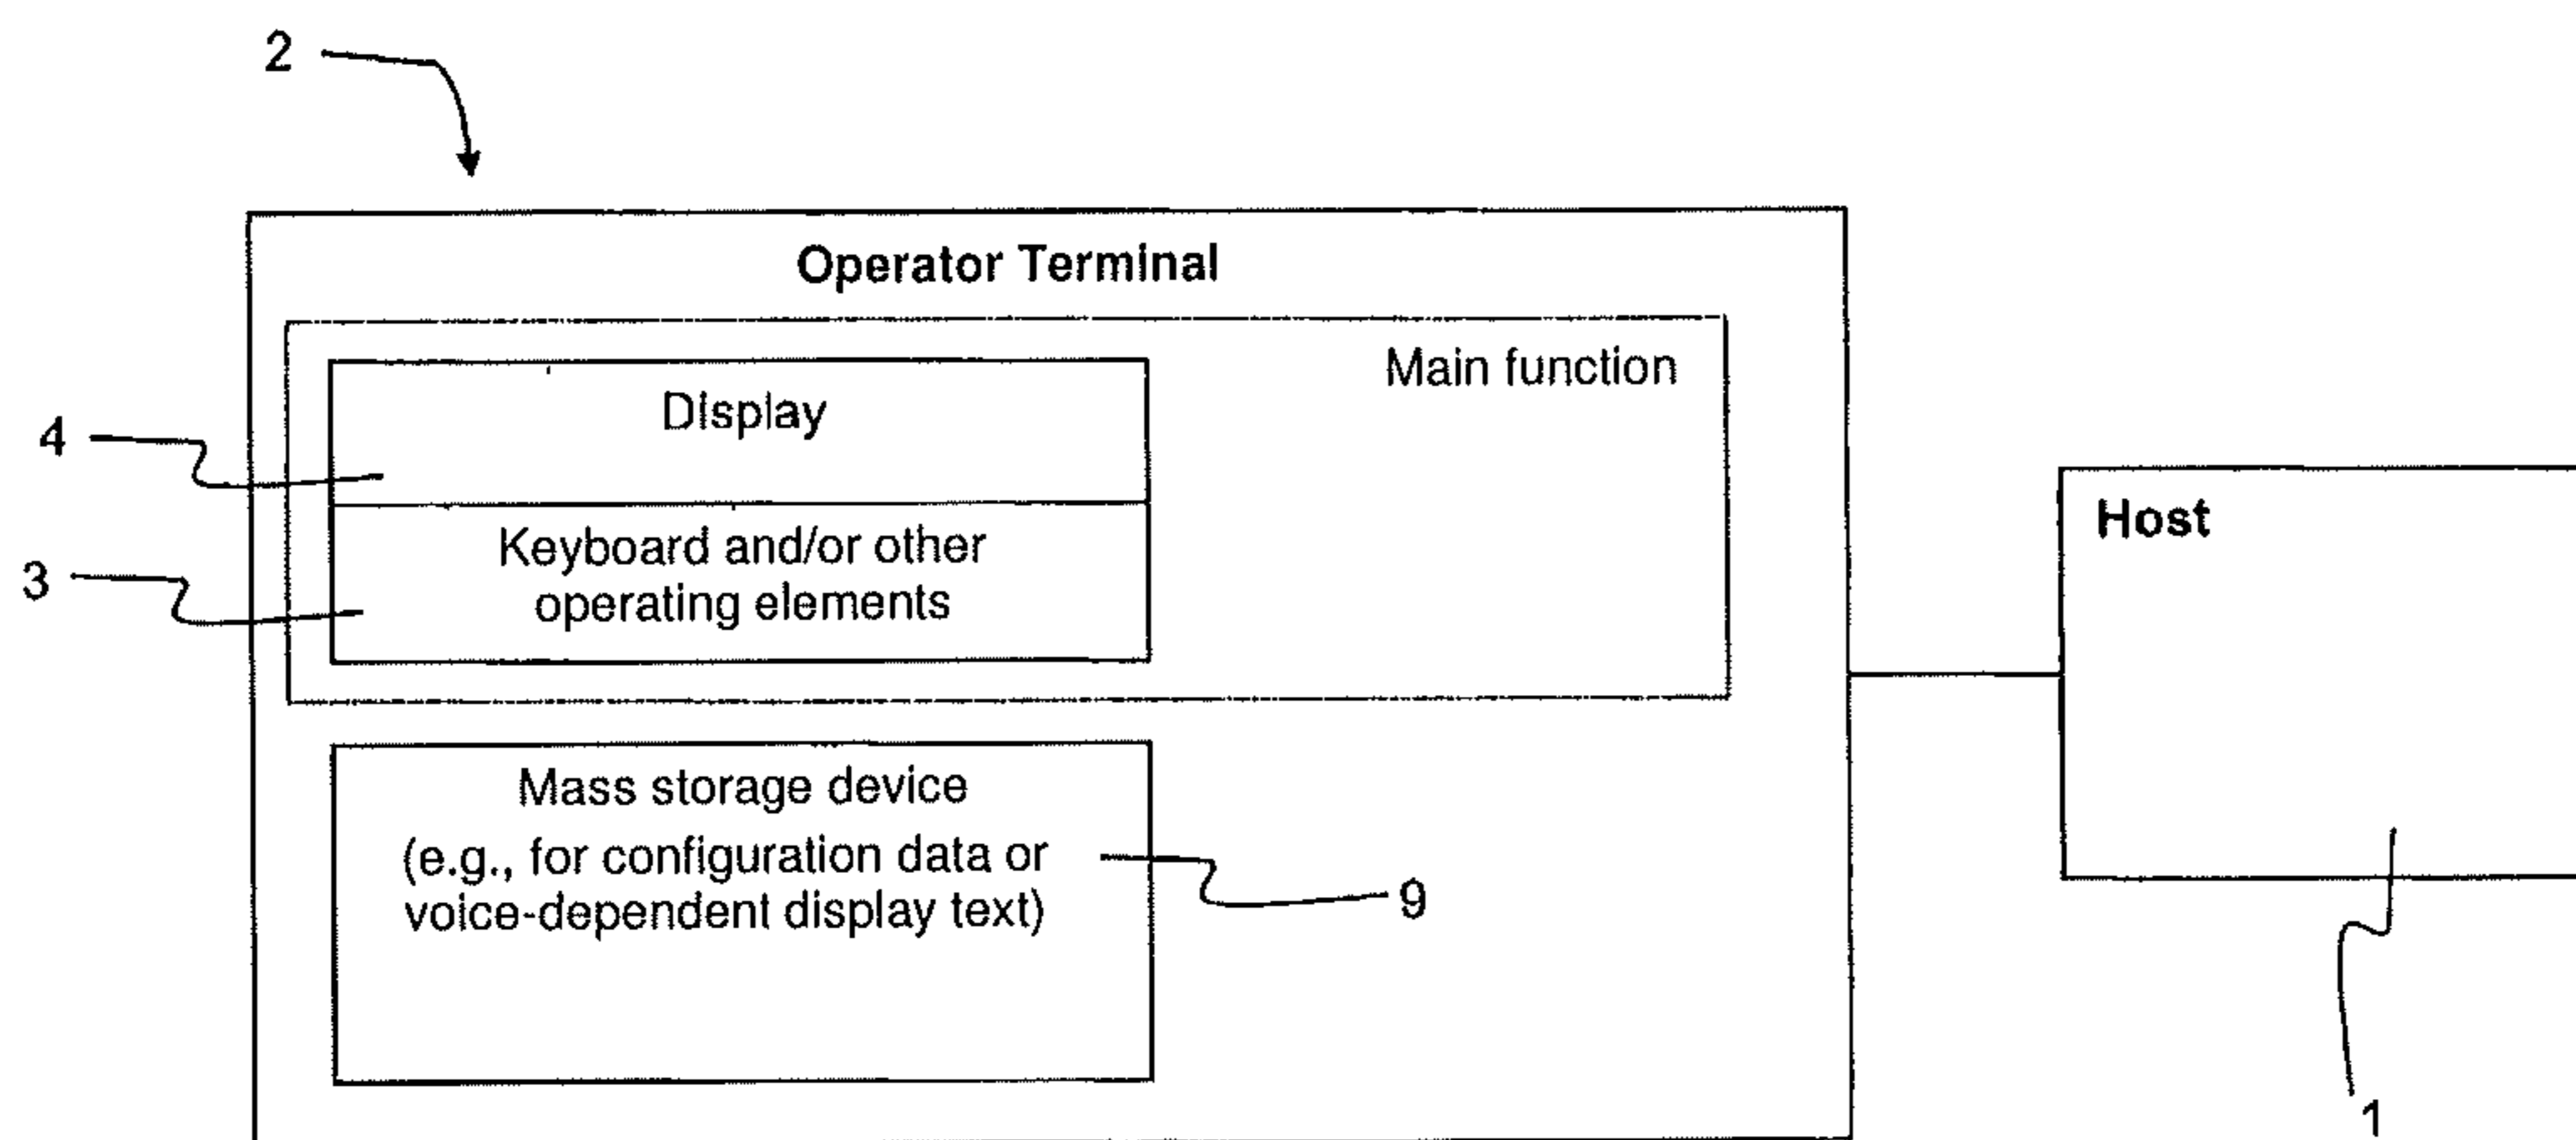 2
Operator Terminal
Main function
Display
4
Keyboard and/or other
operating elements
3
Host
Mass storage device
(e.g., for configuration data or
voice-dependent display text)
9
1